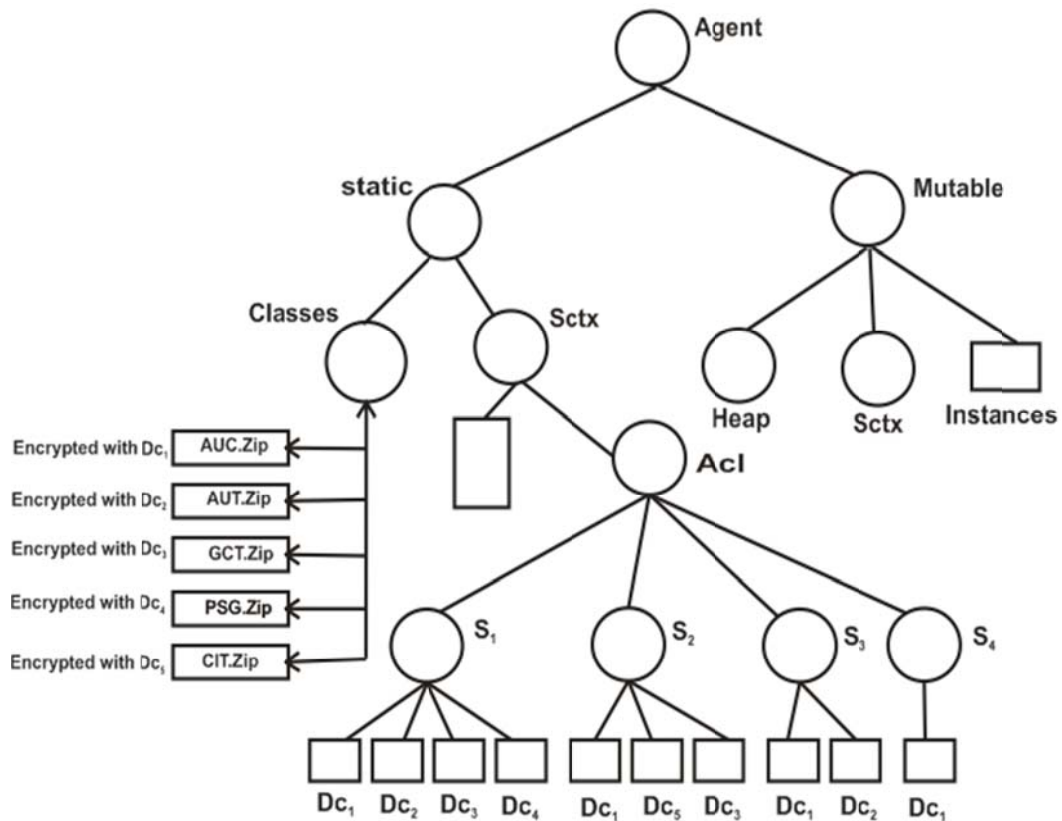 Agent
static
Mutable
Classes
Sctx
Heap
Sctx
Instances
Acl
Encrypted with Dc₁
AUC.Zip
Encrypted with Dc₂
AUT.Zip
Encrypted with Dc₃
GCT.Zip
Encrypted with Dc₄
PSG.Zip
Encrypted with Dc₅
CIT.Zip
S₁
S₂
S₃
S₄
Dc₁ Dc₂ Dc₃ Dc₄ Dc₁ Dc₅ Dc₃ Dc₁ Dc₂ Dc₁